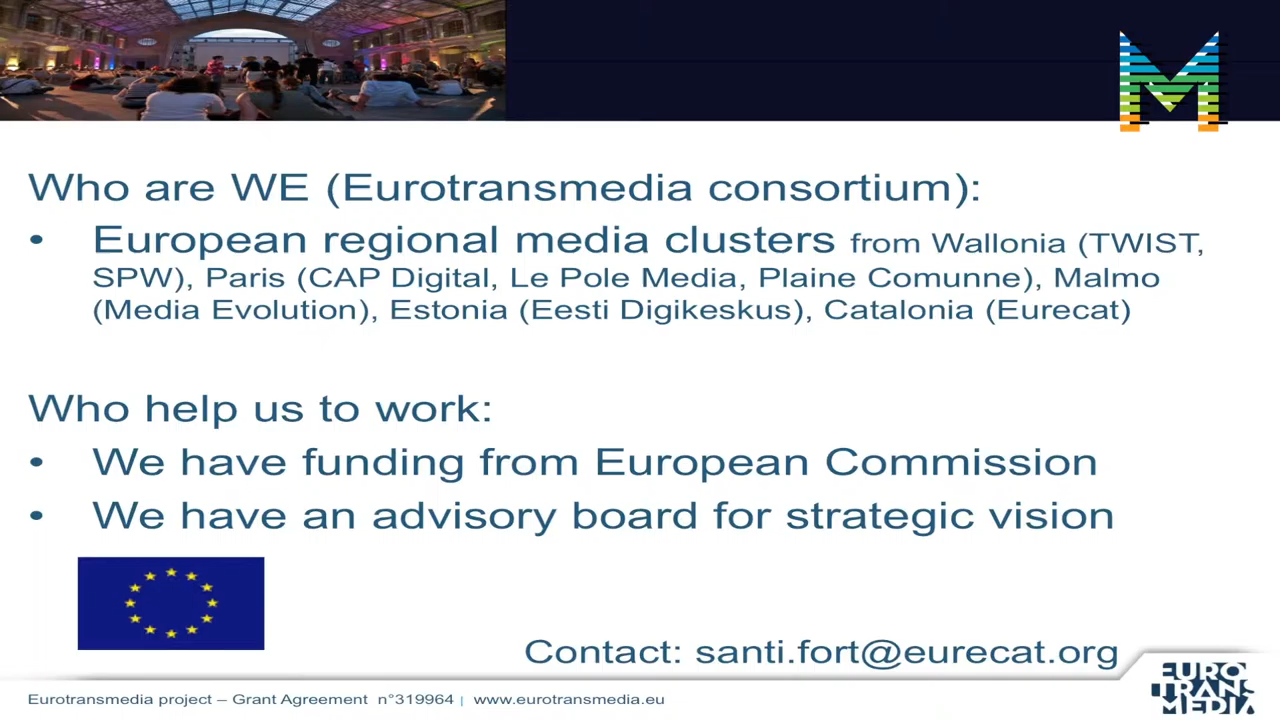 M
Who are WE (Eurotransmedia consortium):
• European regional media clusters from Wallonia (TWIST,
SPW), Paris (CAP Digital, Le Pole Media, Plaine Comunne), Malmo
(Media Evolution), Estonia (Eesti Digikeskus), Catalonia (Eurecat)
Who help us to work:
• We have funding from European Commission
• We have an advisory board for strategic vision
Contact: santi.fort@eurecat.org
Eurotransmedia project – Grant Agreement n°319964 | www.eurotransmedia.eu
EURO
TRANS
MEDIA